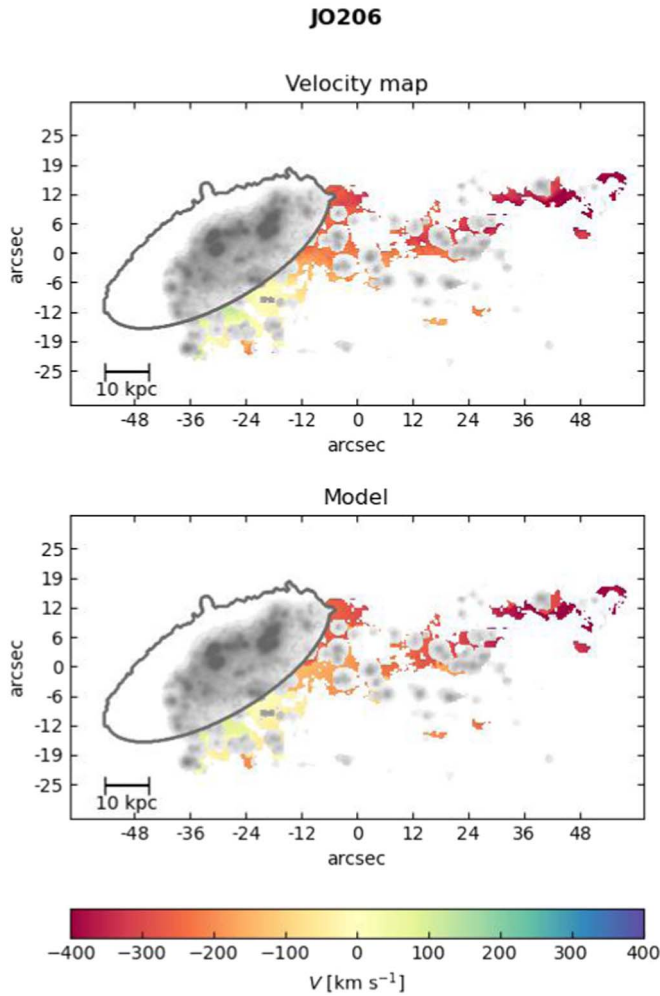 JO206
Velocity map
25
19
12
6
0
-6
-12
-19
-25
arcsec
10 kpc
-48 -36 -24 -12 0 12 24 36 48
arcsec
Model
25
19
12
6
0
-6
-12
-19
-25
arcsec
10 kpc
-48 -36 -24 -12 0 12 24 36 48
arcsec
−400 −300 −200 −100 0 100 200 300 400
V [km s⁻¹]